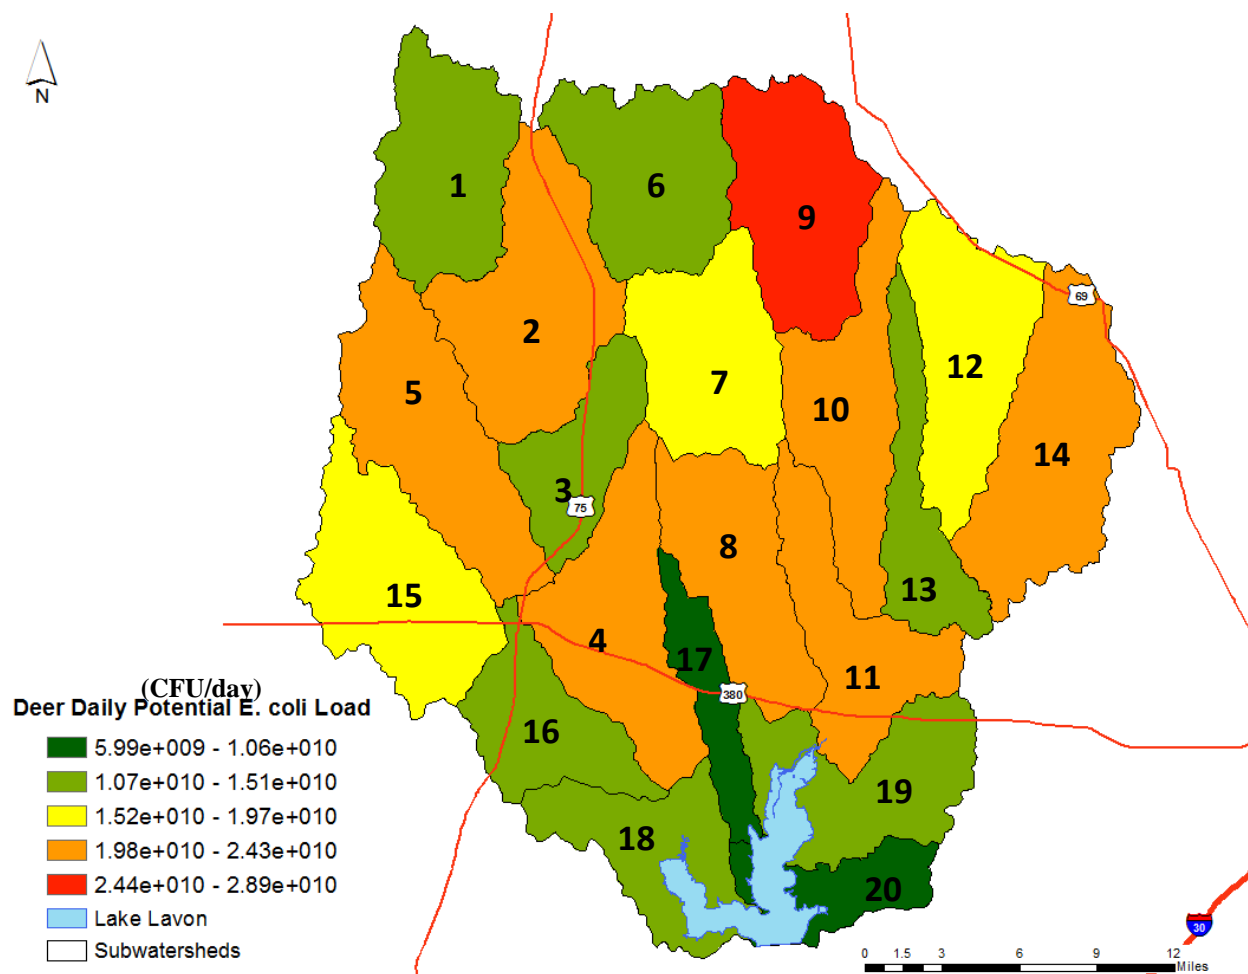 N
1
6
9
2
5
7
12
69
10
14
3
75
8
15
13
4
17
11
380
16
19
18
20
30
(CFU/day)
Deer Daily Potential E. coli Load
5.99e+009 - 1.06e+010
1.07e+010 - 1.51e+010
1.52e+010 - 1.97e+010
1.98e+010 - 2.43e+010
2.44e+010 - 2.89e+010
Lake Lavon
Subwatersheds
0 1.5 3 6 9 12
Miles